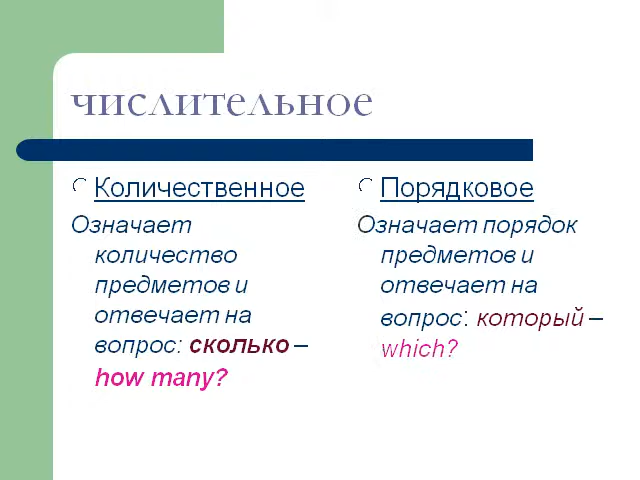 числительное
Количественное
Означает
количество
предметов и
отвечает на
вопрос: сколько –
how many?
Порядковое
Означает порядок
предметов и
отвечает на
вопрос: который –
which?